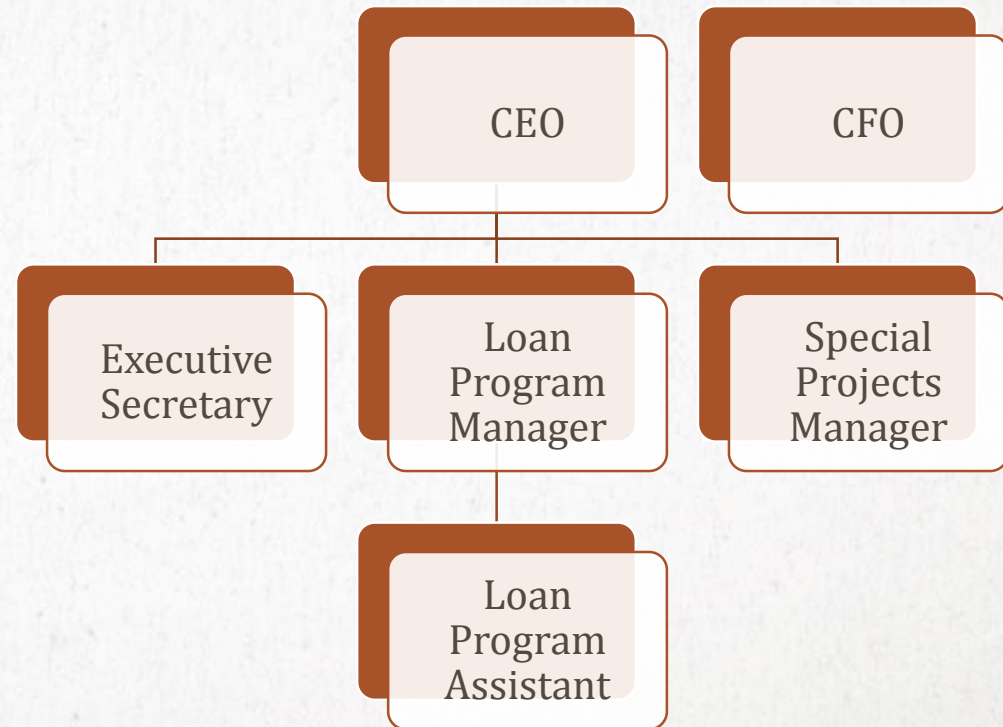 CEO
CFO
Executive
Secretary
Loan
Program
Manager
Special
Projects
Manager
Loan
Program
Assistant